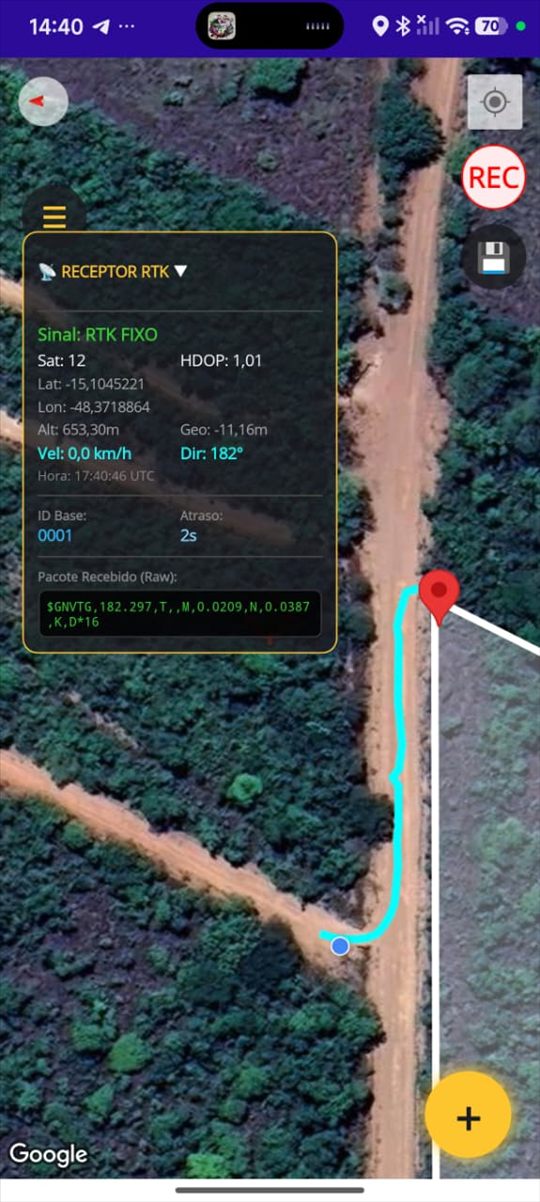 14:40
70
REC
RECEPTOR RTK ▼
Sinal: RTK FIXO
Sat: 12 HDOP: 1,01
Lat: -15,1045221
Lon: -48,3718864
Alt: 653,30m Geo: -11,16m
Vel: 0,0 km/h Dir: 182°
Hora: 17:40:46 UTC
ID Base: Atraso:
0001 2s
Pacote Recebido (Raw):
$GNVTG,182.297,T,,M,0.0209,N,0.0387
,K,D*16
+
Google